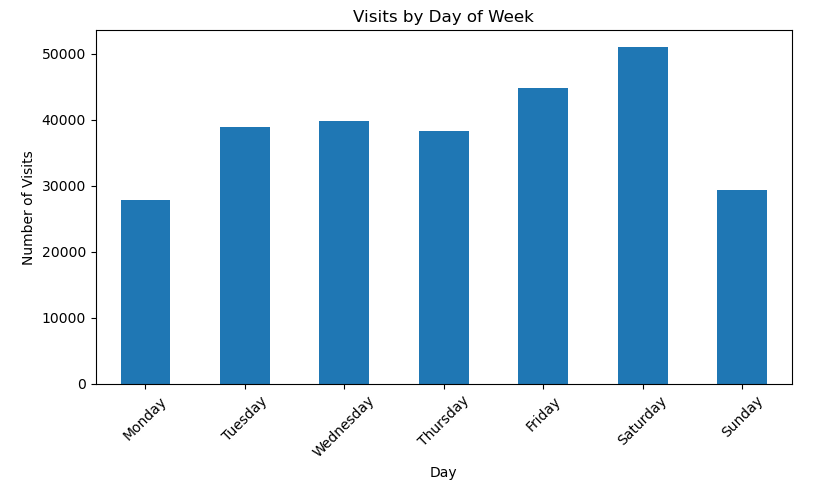 Visits by Day of Week
Number of Visits
50000
40000
30000
20000
10000
0
Monday
Tuesday
Wednesday
Thursday
Friday
Saturday
Sunday
Day